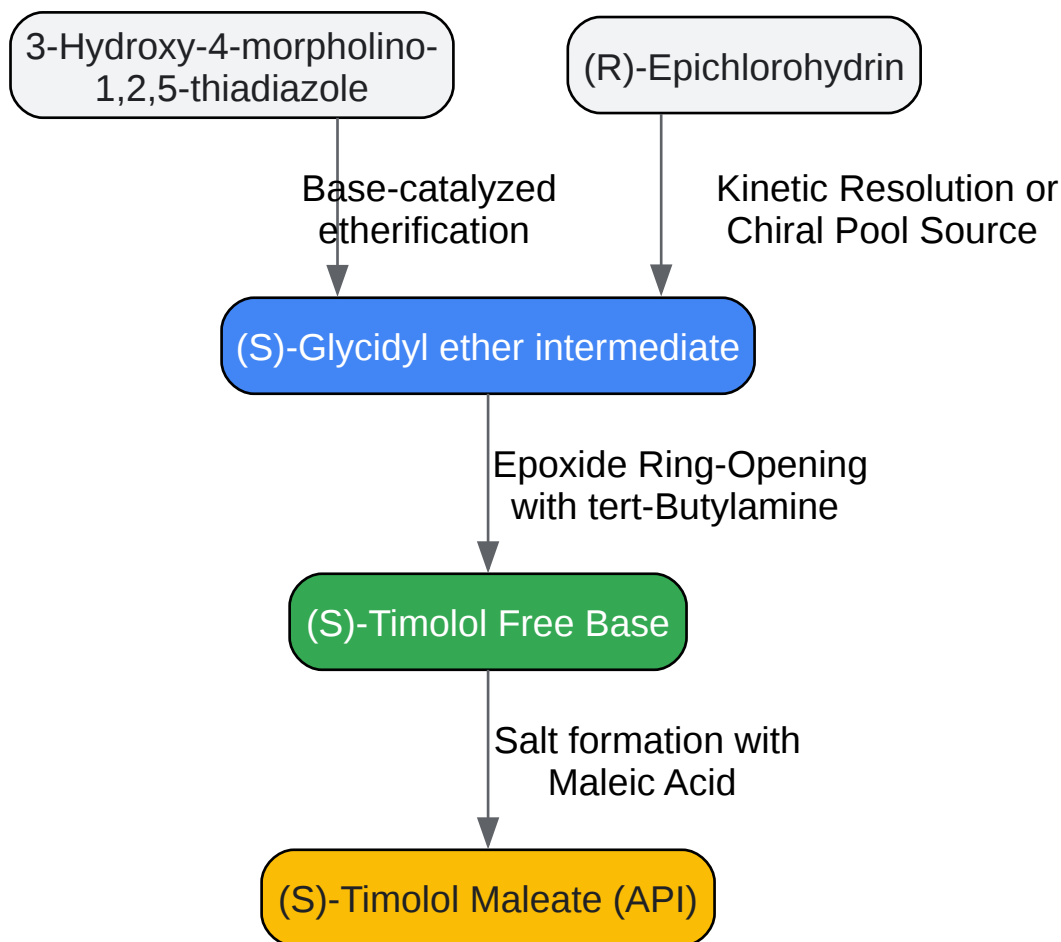 3-Hydroxy-4-morpholino-
1,2,5-thiadiazole
(R)-Epichlorohydrin
Base-catalyzed
etherification
Kinetic Resolution or
Chiral Pool Source
(S)-Glycidyl ether intermediate
Epoxide Ring-Opening
with tert-Butylamine
(S)-Timolol Free Base
Salt formation with
Maleic Acid
(S)-Timolol Maleate (API)